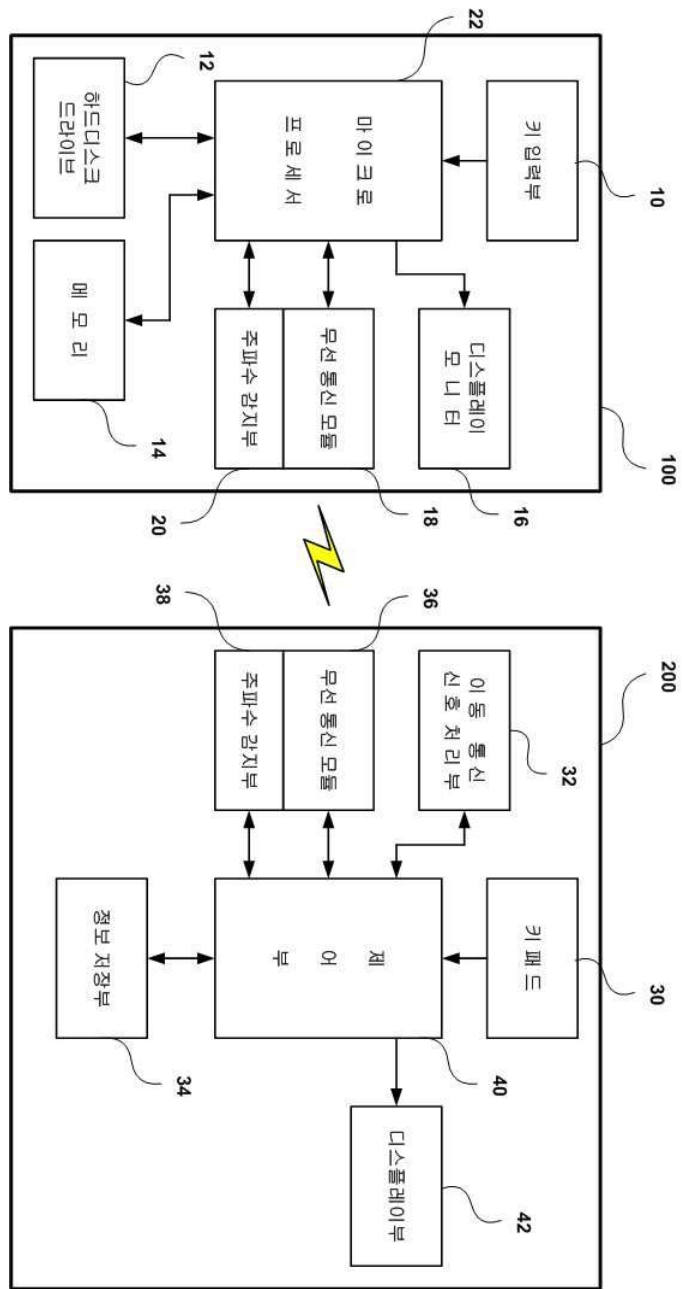 100
10
키 입력부
22
마이크로
프로세서
디스플레이
모 니 터
16
무선 통신 모듈
18
주파수 감지부
20
12
하드디스크
드라이브
메 모 리
14
200
이동 통신
신호 처리부
32
키 패드
30
36
무선 통신 모듈
38
주파수 감지부
제 어 부
40
디스플레이부
42
정보 저장부
34